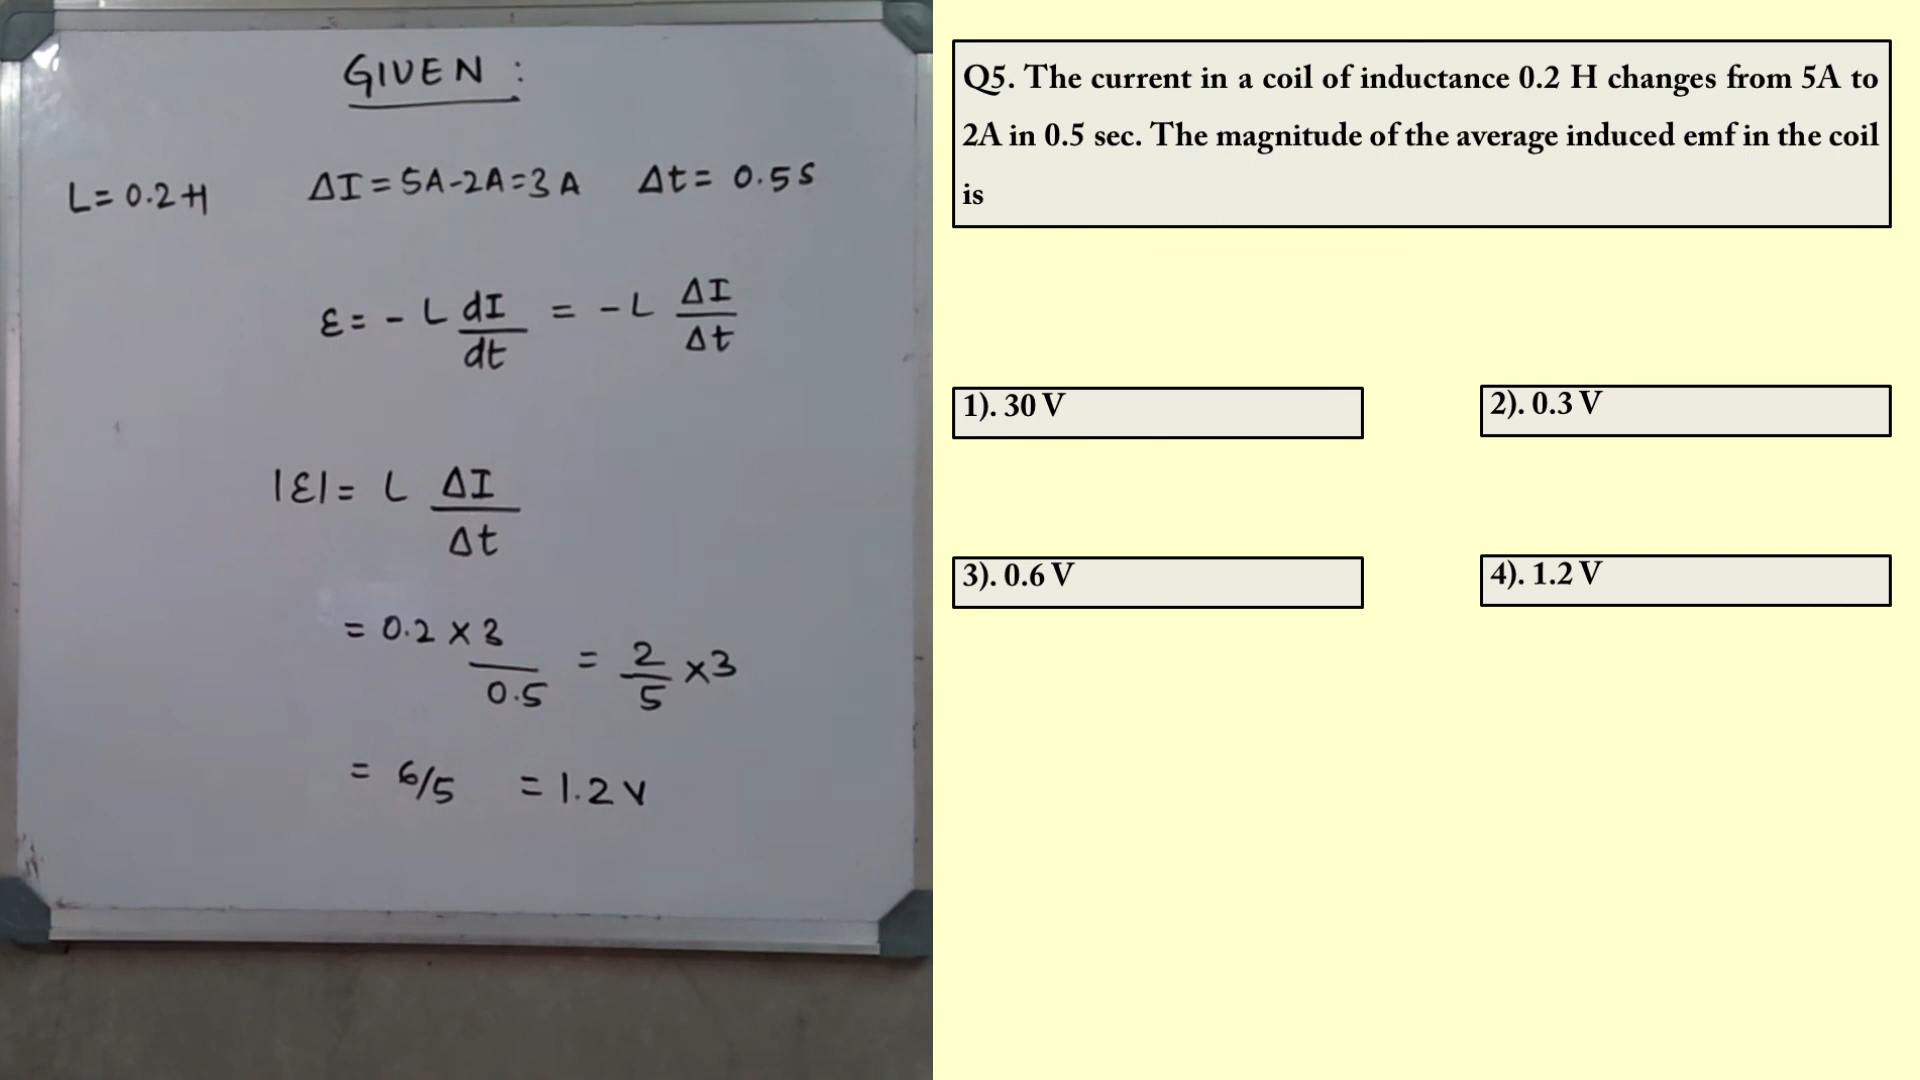 GIVEN :
L = 0.2 H ΔI = 5A-2A=3A Δt = 0.5 s
ε = - L dI/dt = - L ΔI/Δt
|ε| = L ΔI/Δt
= 0.2 × 3/0.5 = 2/5 ×3
= 6/5 = 1.2 V
Q5. The current in a coil of inductance 0.2 H changes from 5A to
2A in 0.5 sec. The magnitude of the average induced emf in the coil
is
1). 30 V
2). 0.3 V
3). 0.6 V
4). 1.2 V